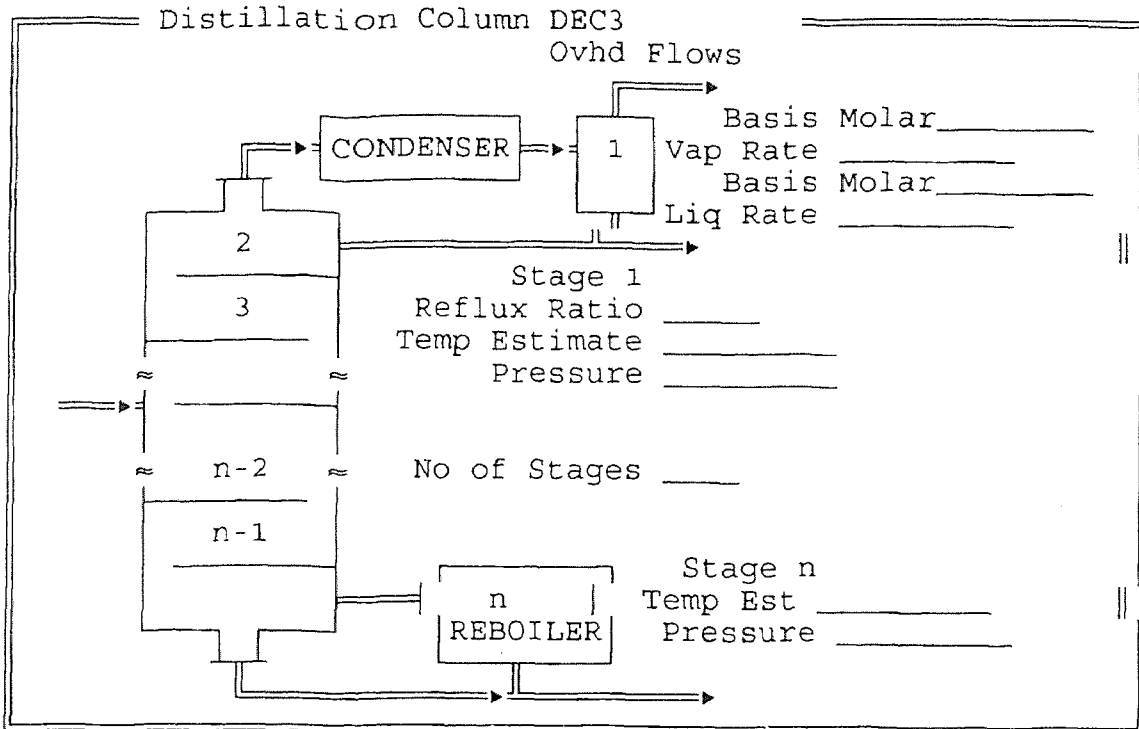 Distillation Column DEC3
Ovhd Flows
CONDENSER
1
Basis Molar
Vap Rate
Basis Molar
Liq Rate
2
Stage 1
3
Reflux Ratio
Temp Estimate
Pressure
≈ ≈
≈ n-2 ≈
No of Stages
n-1
Stage n
n
Temp Est
REBOILER
Pressure